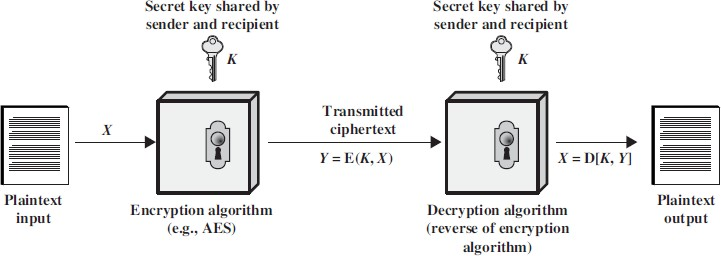 Secret key shared by
sender and recipient
K
Secret key shared by
sender and recipient
K
X
Transmitted
ciphertext
Y = E(K, X)
X = D[K, Y]
Plaintext
input
Encryption algorithm
(e.g., AES)
Decryption algorithm
(reverse of encryption
algorithm)
Plaintext
output